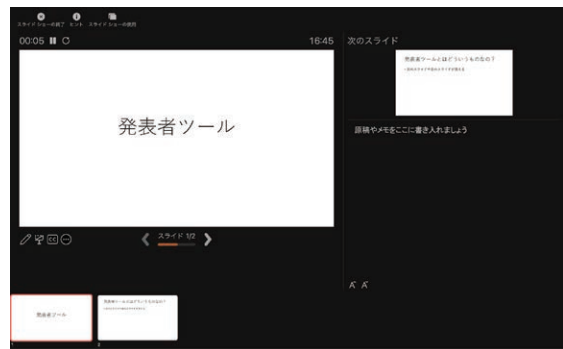 スライド ショーの終了 ヒント スライド ショーの使用
00:05 16:45 次のスライド
発表者ツールとはどういうものなの?
発表者ツール
原稿やメモをここに書き入れましょう
スライド 1/2
発表者ツール
発表者ツールとはどういうものなの?